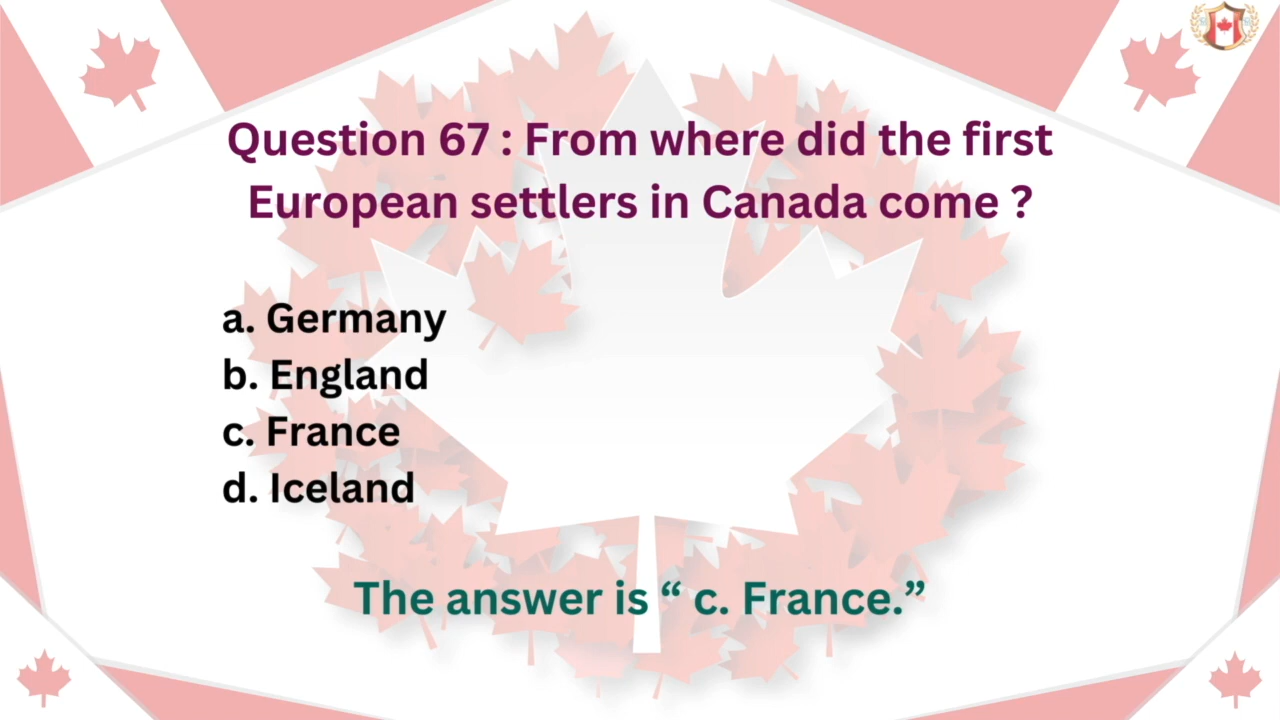 Question 67 : From where did the first
European settlers in Canada come ?
a. Germany
b. England
c. France
d. Iceland
The answer is “ c. France.”